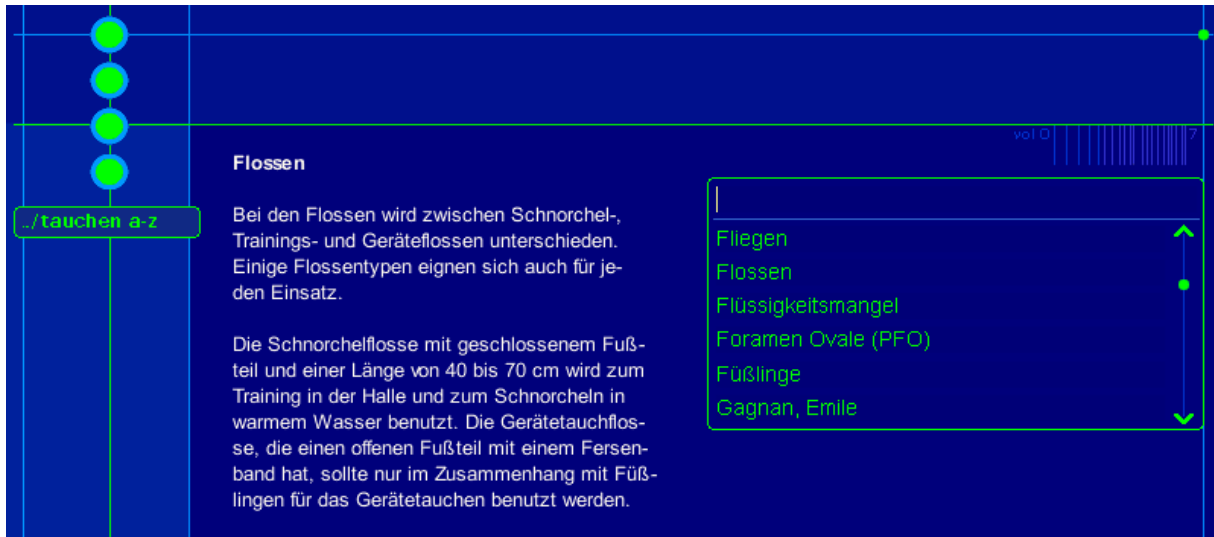 vol 0 7
Flossen
../tauchen a-z
Bei den Flossen wird zwischen Schnorchel-,
Trainings- und Geräteflossen unterschieden.
Einige Flossentypen eignen sich auch für je-
den Einsatz.
Die Schnorchelflosse mit geschlossenem Fuß-
teil und einer Länge von 40 bis 70 cm wird zum
Training in der Halle und zum Schnorcheln in
warmem Wasser benutzt. Die Gerätetauchflos-
se, die einen offenen Fußteil mit einem Fersen-
band hat, sollte nur im Zusammenhang mit Füß-
lingen für das Gerätetauchen benutzt werden.
Fliegen
Flossen
Flüssigkeitsmangel
Foramen Ovale (PFO)
Füßlinge
Gagnan, Emile